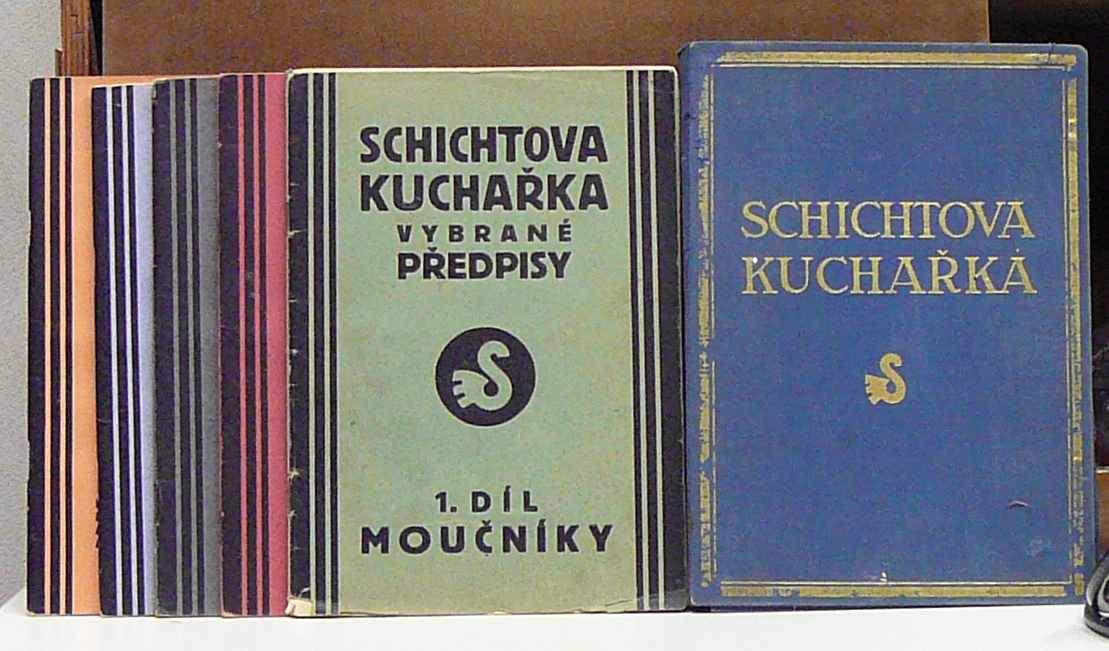 SCHICHTOVA
KUCHAŘKA
VYBRANÉ
PŘEDPISY
1. DÍL
MOUČNÍKY
SCHICHTOVA
KUCHAŘKA